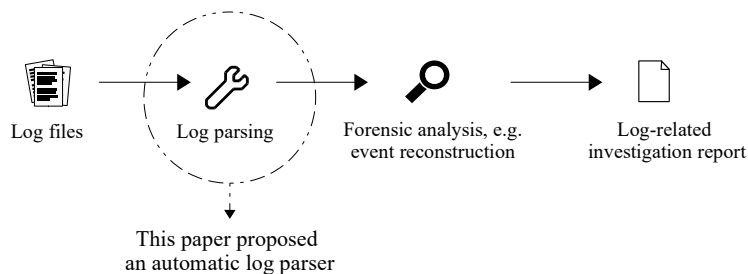 Log files
Log parsing
Forensic analysis, e.g.
event reconstruction
Log-related
investigation report
This paper proposed
an automatic log parser